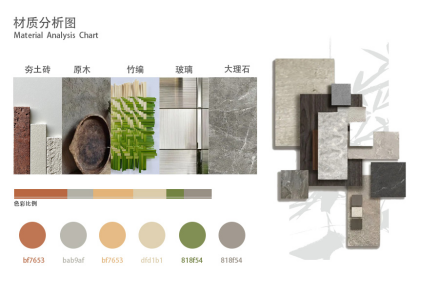 材质分析图
Material Analysis Chart
夯土砖 原木 竹编 玻璃 大理石
色彩比例
bf7653 bab9af bf7653 dfd1b1 818f54 818f54